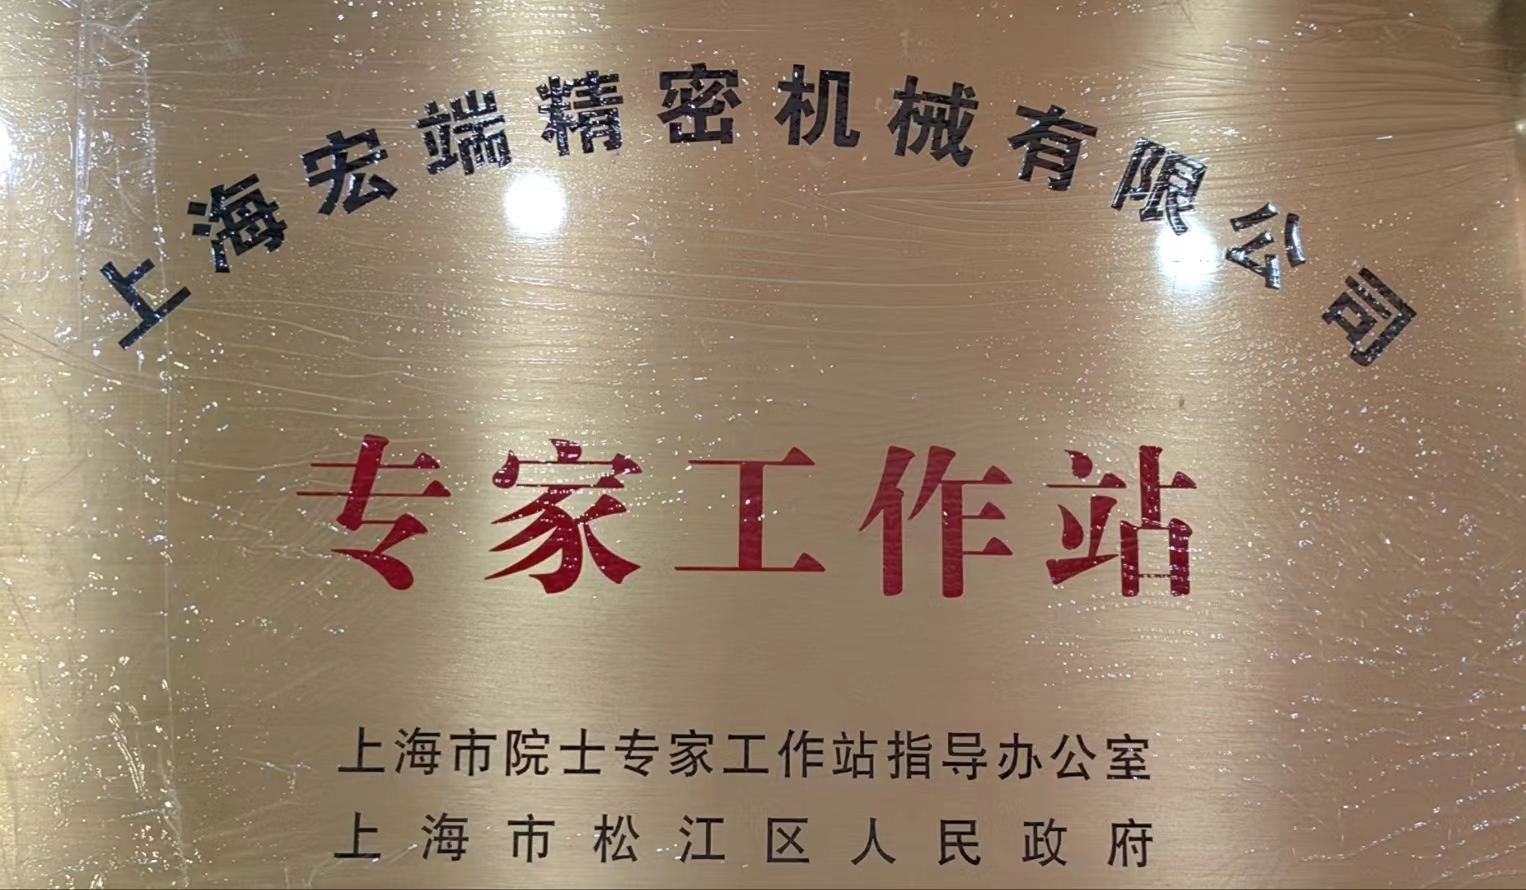 上海宏端精密机械有限公司
专家工作站
上海市院士专家工作站指导办公室
上海市松江区人民政府